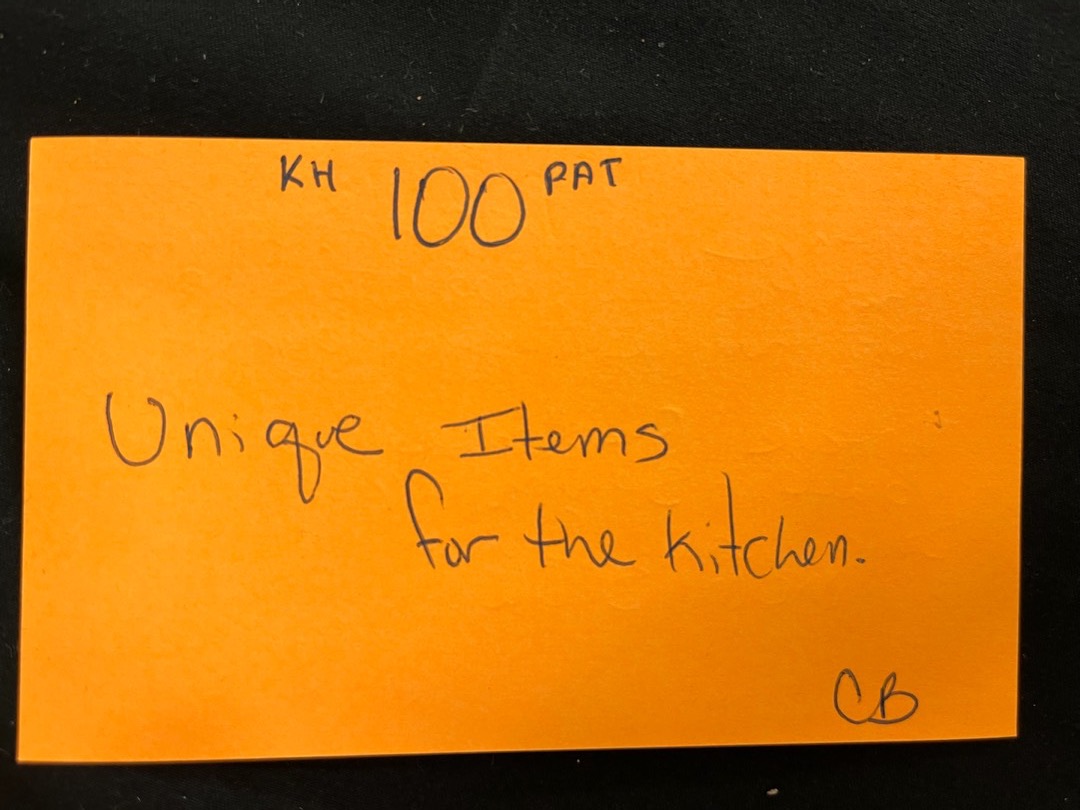 KH 100 PAT
Unique Items
for the kitchen.
CB